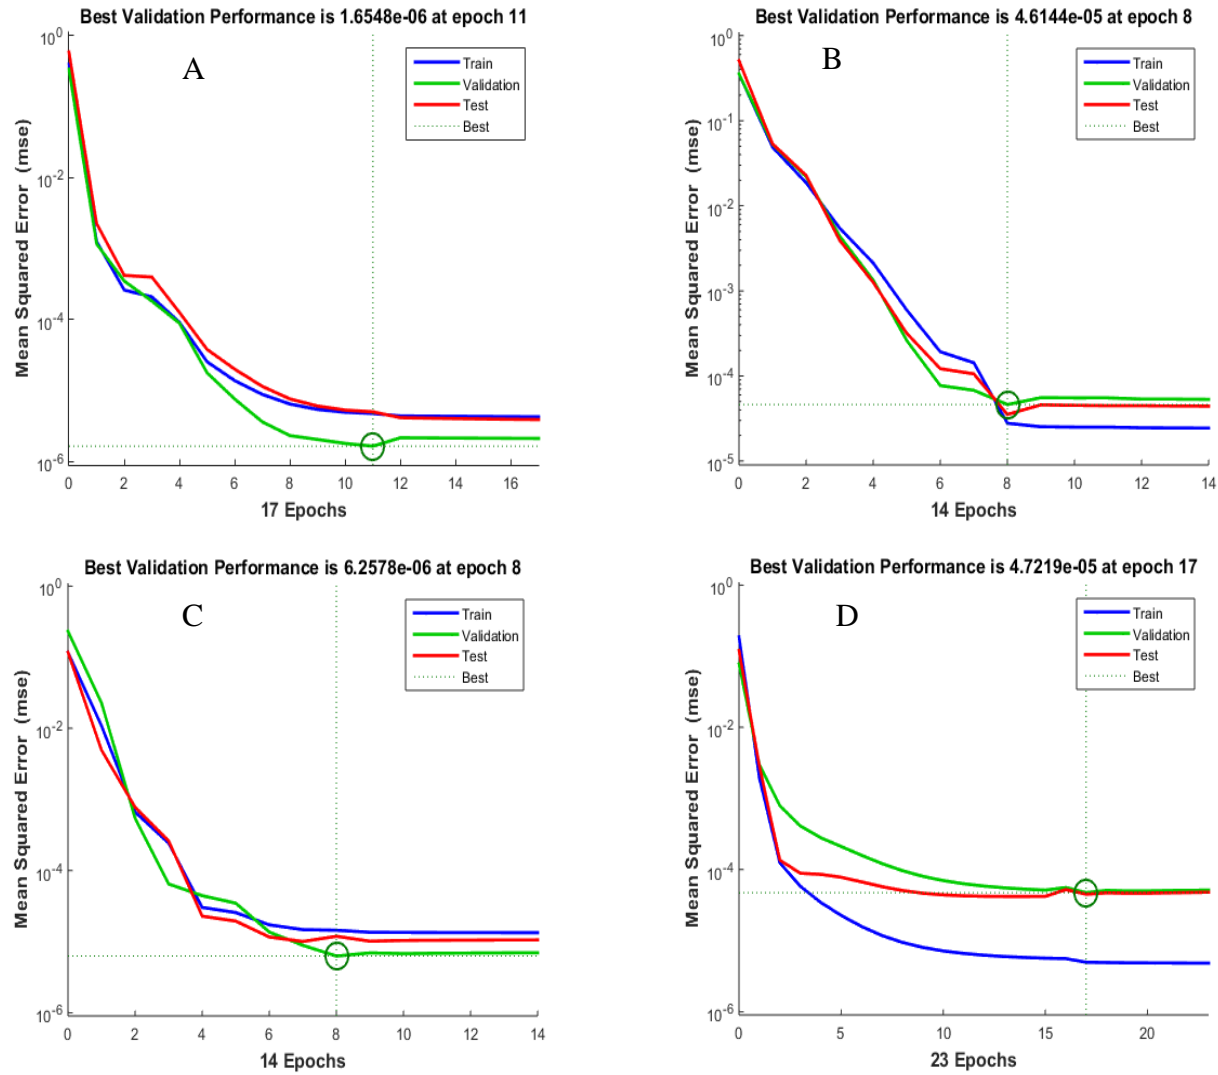 Best Validation Performance is 1.6548e-06 at epoch 11
A
Train
Validation
Test
Best
Mean Squared Error (mse)
10^0
10^-2
10^-4
10^-6
0 2 4 6 8 10 12 14 16
17 Epochs
Best Validation Performance is 4.6144e-05 at epoch 8
B
Train
Validation
Test
Best
Mean Squared Error (mse)
10^0
10^-1
10^-2
10^-3
10^-4
10^-5
0 2 4 6 8 10 12 14
14 Epochs
Best Validation Performance is 6.2578e-06 at epoch 8
C
Train
Validation
Test
Best
Mean Squared Error (mse)
10^0
10^-2
10^-4
10^-6
0 2 4 6 8 10 12 14
14 Epochs
Best Validation Performance is 4.7219e-05 at epoch 17
D
Train
Validation
Test
Best
Mean Squared Error (mse)
10^0
10^-2
10^-4
10^-6
0 5 10 15 20
23 Epochs